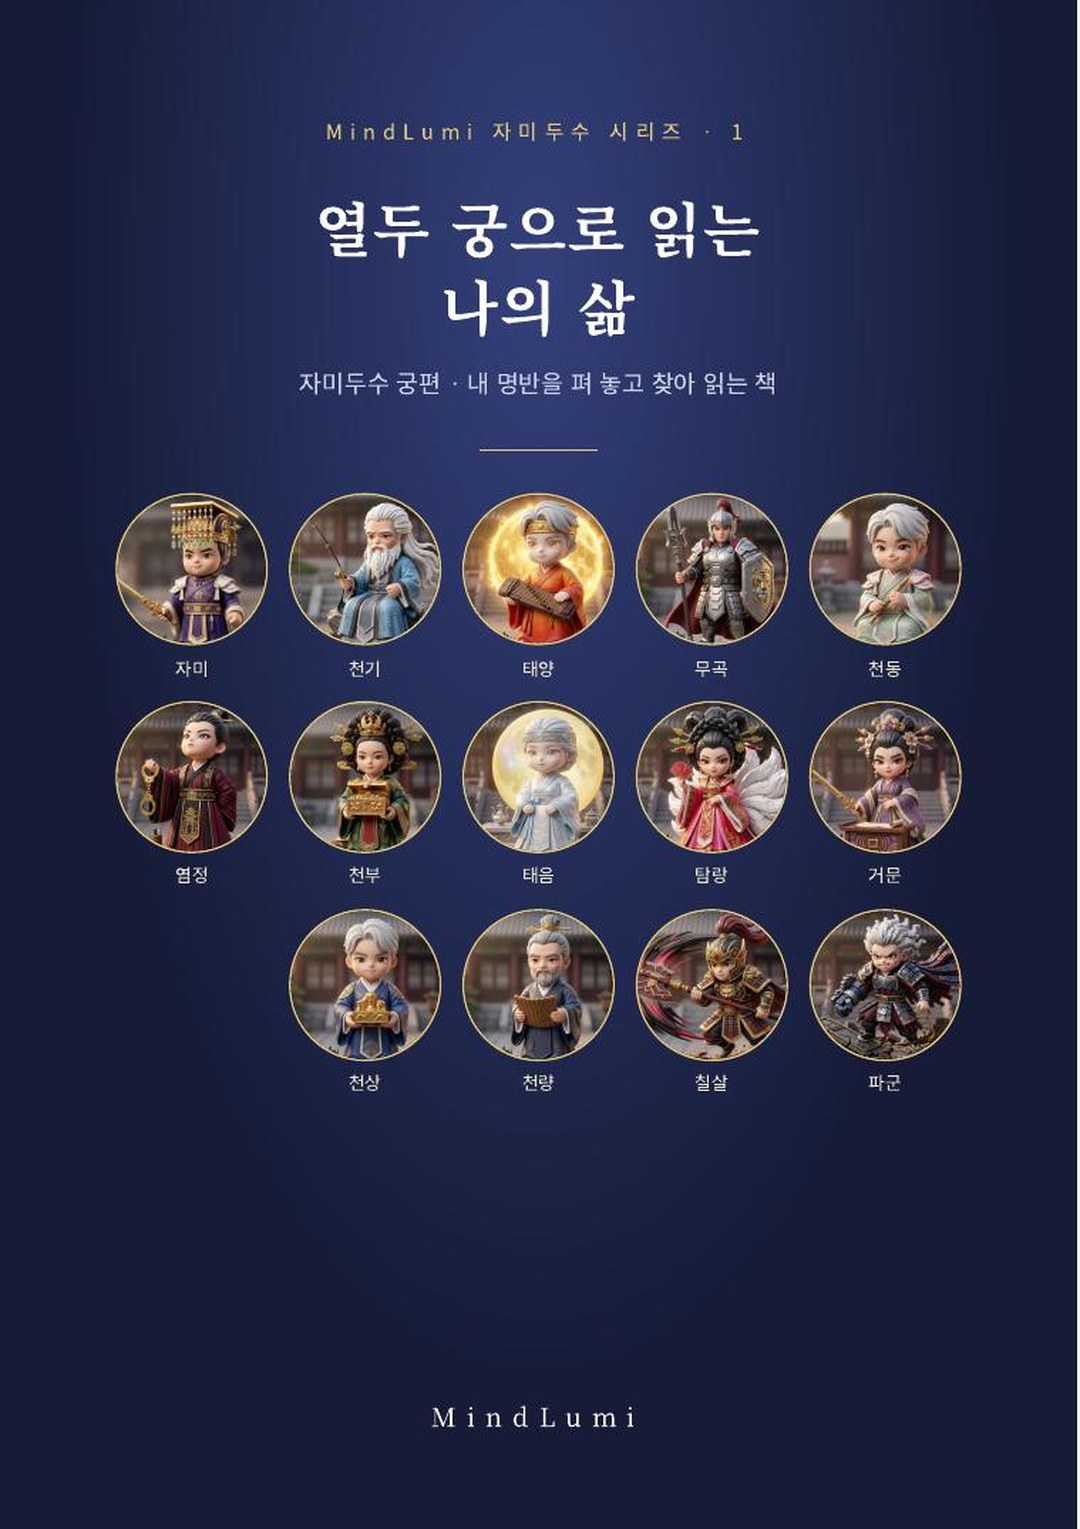 MindLumi 자미두수 시리즈 · 1
열두 궁으로 읽는
나의 삶
자미두수 궁편 · 내 명반을 펴 놓고 찾아 읽는 책
자미 천기 태양 무곡 천동
염정 천부 태음 탐랑 거문
천상 천량 칠살 파군
MindLumi